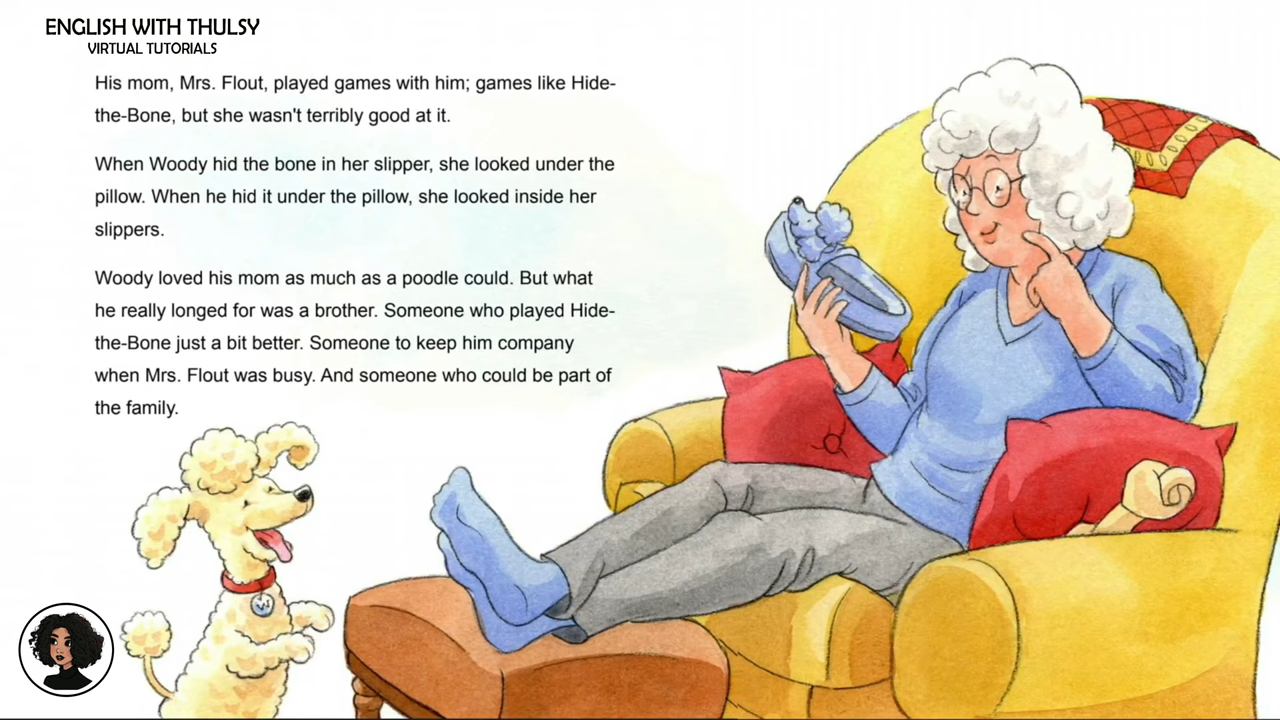 ENGLISH WITH THULSY
VIRTUAL TUTORIALS
His mom, Mrs. Flout, played games with him; games like Hide-
the-Bone, but she wasn't terribly good at it.
When Woody hid the bone in her slipper, she looked under the
pillow. When he hid it under the pillow, she looked inside her
slippers.
Woody loved his mom as much as a poodle could. But what
he really longed for was a brother. Someone who played Hide-
the-Bone just a bit better. Someone to keep him company
when Mrs. Flout was busy. And someone who could be part of
the family.
W